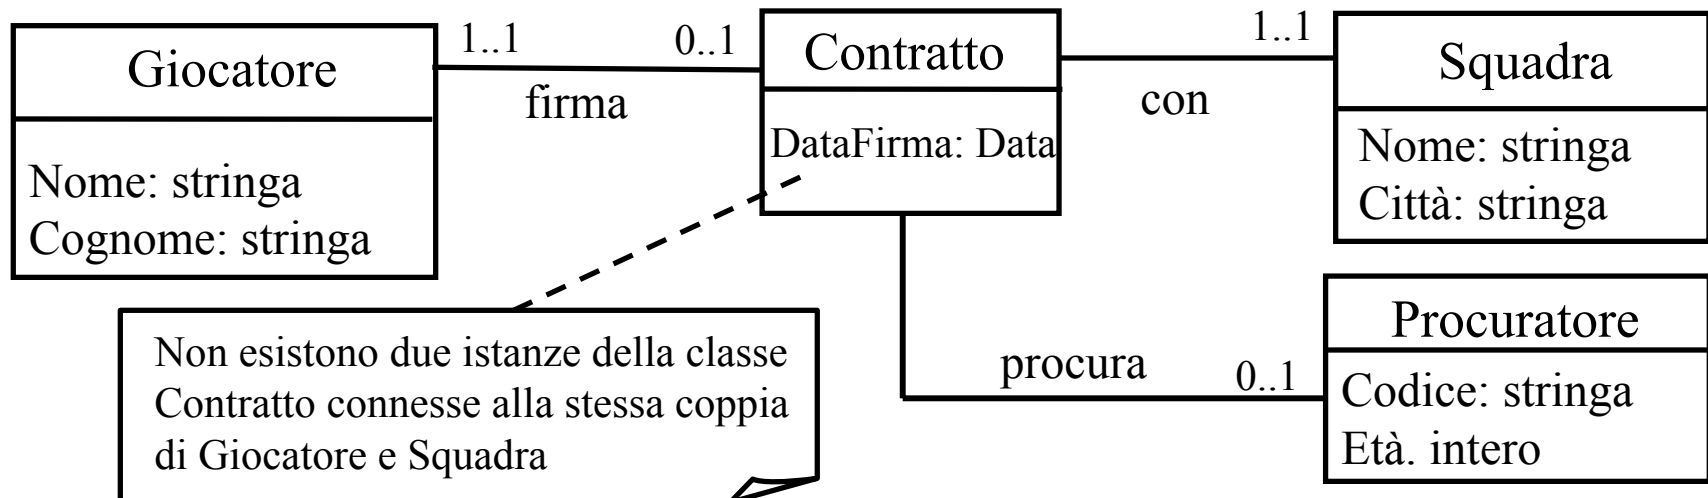 Giocatore
Nome: stringa
Cognome: stringa
1..1
0..1
firma
Contratto
DataFirma: Data
1..1
con
Squadra
Nome: stringa
Città: stringa
Non esistono due istanze della classe
Contratto connesse alla stessa coppia
di Giocatore e Squadra
procura
0..1
Procuratore
Codice: stringa
Età. intero